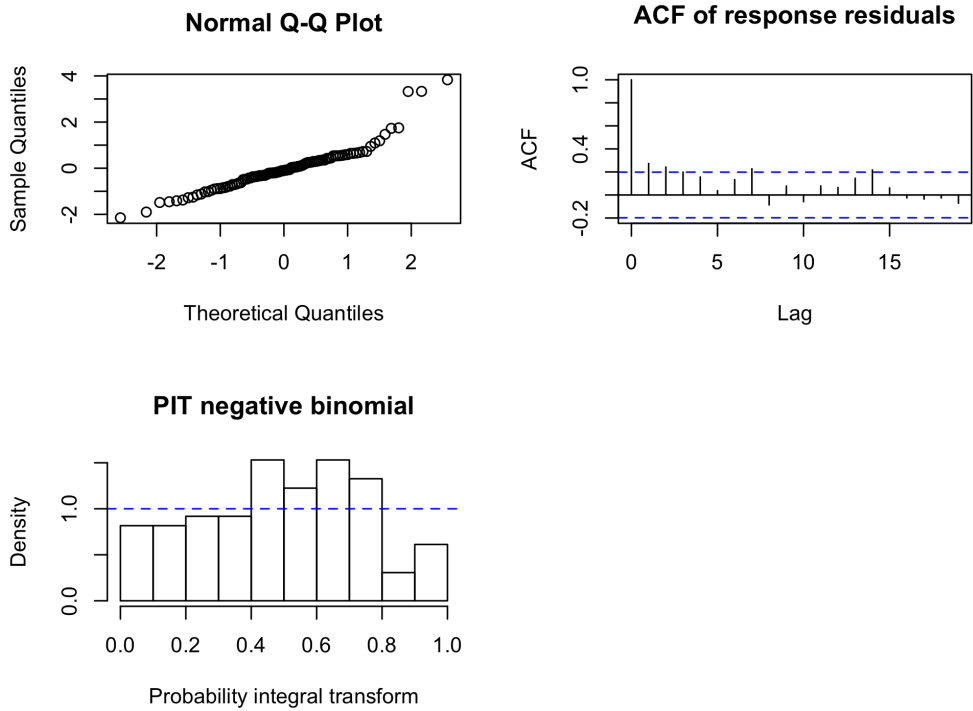 Normal Q-Q Plot
Sample Quantiles
4
2
0
-2
-2 -1 0 1 2
Theoretical Quantiles
ACF of response residuals
ACF
1.0
0.4
-0.2
0 5 10 15
Lag
PIT negative binomial
Density
1.0
0.0
0.0 0.2 0.4 0.6 0.8 1.0
Probability integral transform